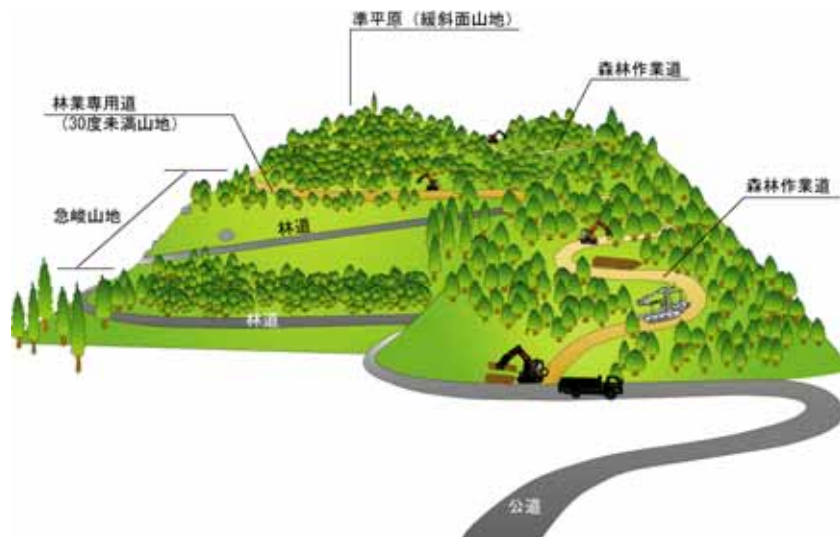 準平原（緩斜面山地）
森林作業道
林業専用道
（30度未満山地）
森林作業道
急峻山地
林道
林道
公道